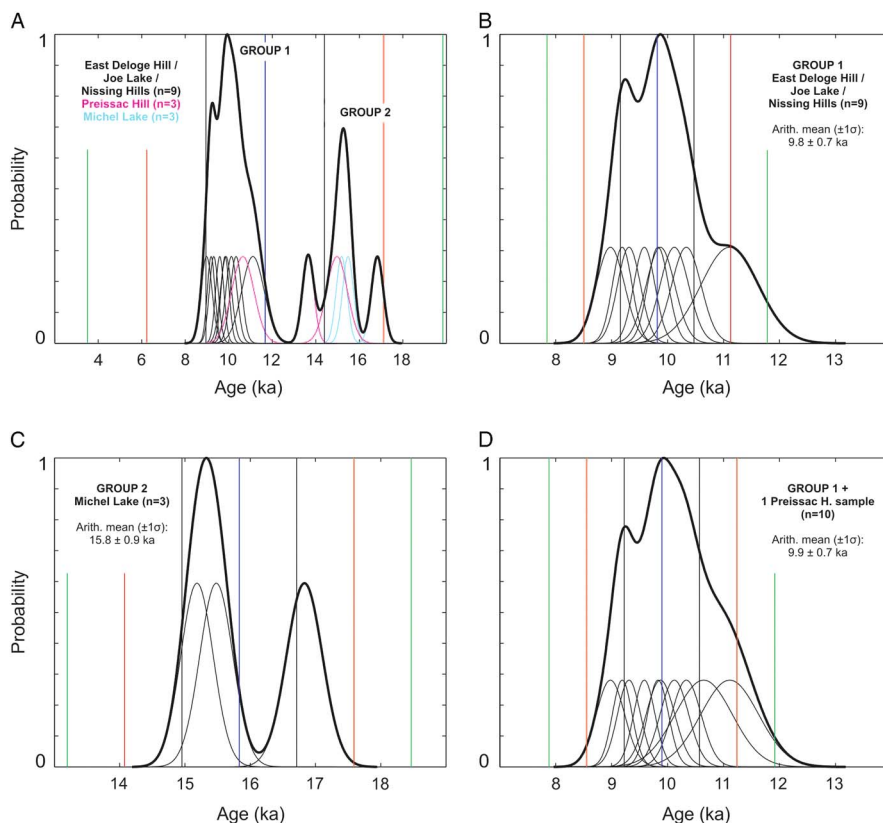 A
1
GROUP 1
East Deloge Hill /
Joe Lake /
Nissing Hills (n=9)
Preissac Hill (n=3)
Michel Lake (n=3)
GROUP 2
Probability
0
4 6 8 10 12 14 16 18
Age (ka)
B
1
GROUP 1
East Deloge Hill /
Joe Lake /
Nissing Hills (n=9)
Arith. mean (±1σ):
9.8 ± 0.7 ka
0
8 9 10 11 12 13
Age (ka)
C
1
GROUP 2
Michel Lake (n=3)
Arith. mean (±1σ):
15.8 ± 0.9 ka
Probability
0
14 15 16 17 18
Age (ka)
D
1
GROUP 1 +
1 Preissac H. sample
(n=10)
Arith. mean (±1σ):
9.9 ± 0.7 ka
0
8 9 10 11 12 13
Age (ka)